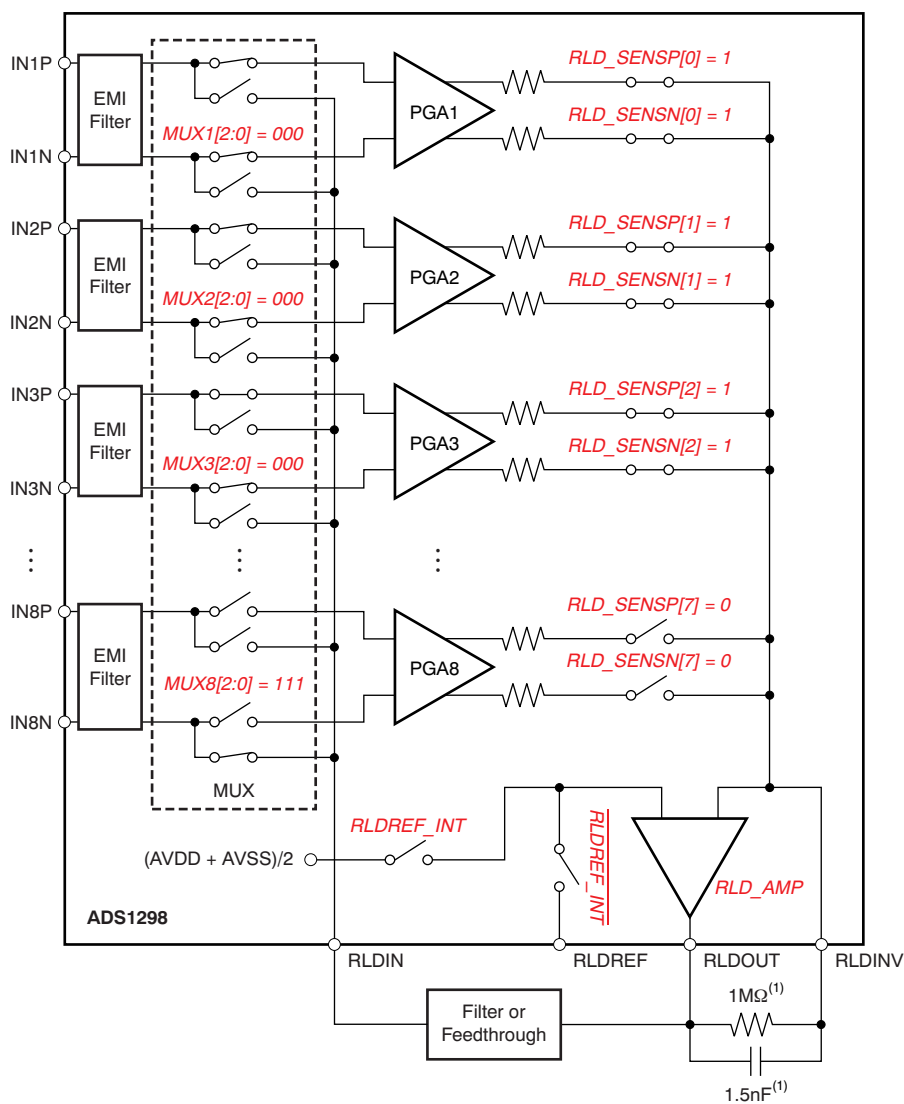 IN1P
EMI
Filter
RLD_SENSP[0] = 1
PGA1
MUX1[2:0] = 000
RLD_SENSN[0] = 1
IN1N
IN2P
EMI
Filter
RLD_SENSP[1] = 1
PGA2
MUX2[2:0] = 000
RLD_SENSN[1] = 1
IN2N
IN3P
EMI
Filter
RLD_SENSP[2] = 1
PGA3
MUX3[2:0] = 000
RLD_SENSN[2] = 1
IN3N
IN8P
EMI
Filter
RLD_SENSP[7] = 0
PGA8
RLD_SENSN[7] = 0
MUX8[2:0] = 111
IN8N
MUX
RLDREF_INT
(AVDD + AVSS)/2
RLDREF_INT
RLD_AMP
ADS1298
RLDIN
RLDREF
RLDOUT
RLDINV
Filter or
Feedthrough
1MΩ(1)
1.5nF(1)